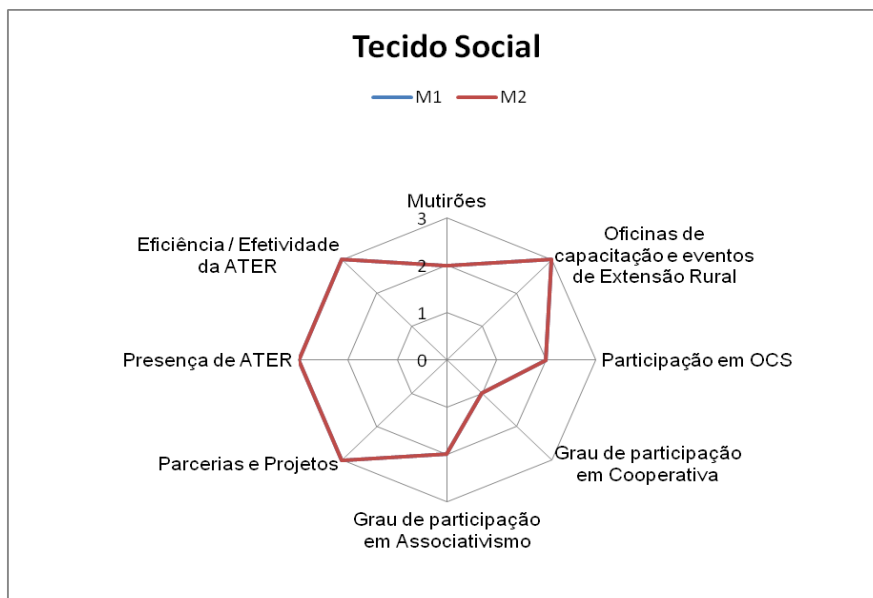 Tecido Social
M1 M2
Mutirões
Oficinas de
capacitação e eventos
de Extensão Rural
Participação em OCS
Grau de participação
em Cooperativa
Grau de participação
em Associativismo
Parcerias e Projetos
Presença de ATER
Eficiência / Efetividade
da ATER
3
2
1
0